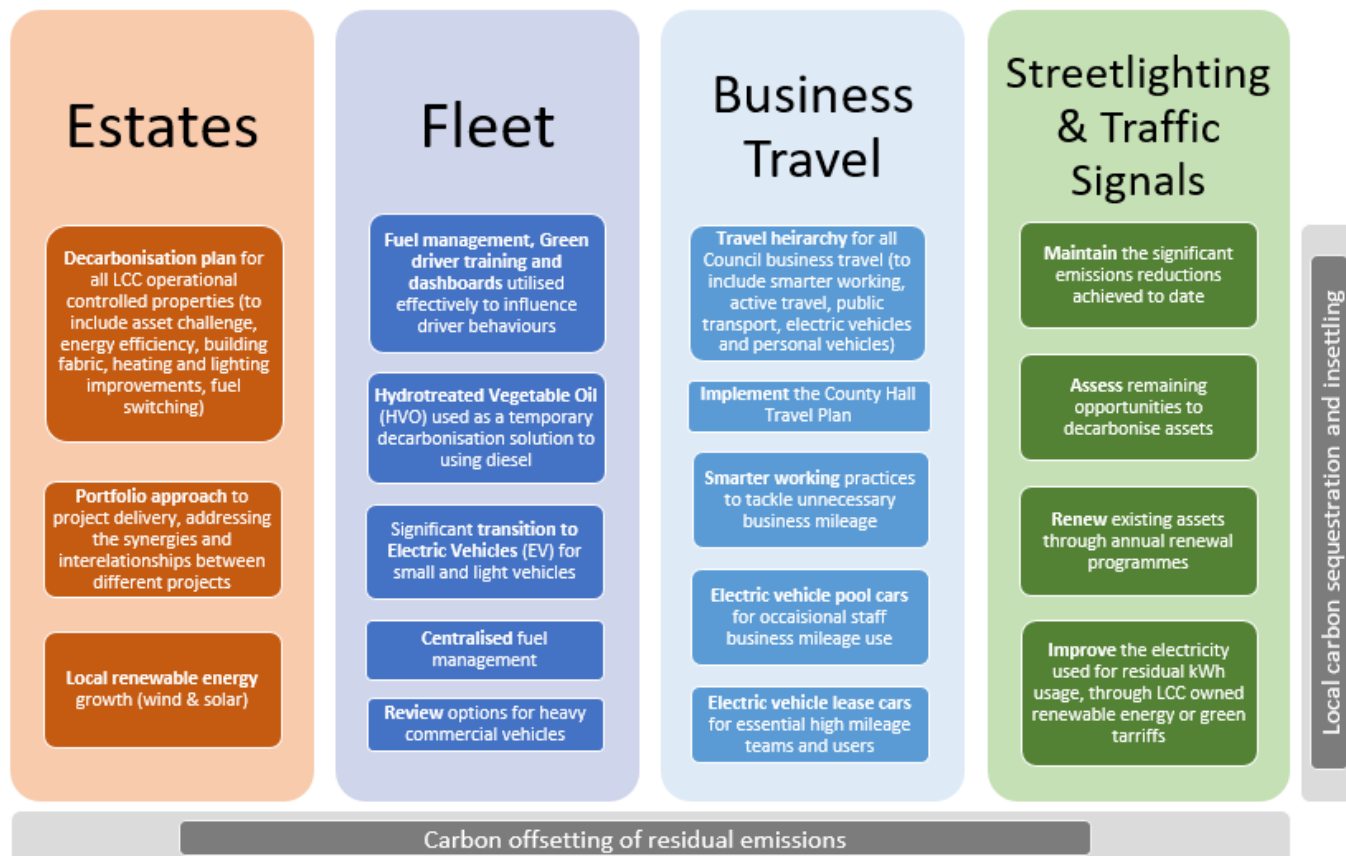 Estates
Decarbonisation plan for
all LCC operational
controlled properties (to
include asset challenge,
energy efficiency, building
fabric, heating and lighting
improvements, fuel
switching)
Portfolio approach to
project delivery, addressing
the synergies and
interrelationships between
different projects
Local renewable energy
growth (wind & solar)
Fleet
Fuel management, Green
driver training and
dashboards utilised
effectively to influence
driver behaviours
Hydrotreated Vegetable Oil
(HVO) used as a temporary
decarbonisation solution to
using diesel
Significant transition to
Electric Vehicles (EV) for
small and light vehicles
Centralised fuel
management
Review options for heavy
commercial vehicles
Business
Travel
Travel heirarchy for all
Council business travel (to
include smarter working,
active travel, public
transport, electric vehicles
and personal vehicles)
Implement the County Hall
Travel Plan
Smarter working practices
to tackle unnecessary
business mileage
Electric vehicle pool cars
for occaisional staff
business mileage use
Electric vehicle lease cars
for essential high mileage
teams and users
Streetlighting
& Traffic
Signals
Maintain the significant
emissions reductions
achieved to date
Assess remaining
opportunities to
decarbonise assets
Renew existing assets
through annual renewal
programmes
Improve the electricity
used for residual kWh
usage, through LCC owned
renewable energy or green
tarriffs
Local carbon sequestration and insettling
Carbon offsetting of residual emissions